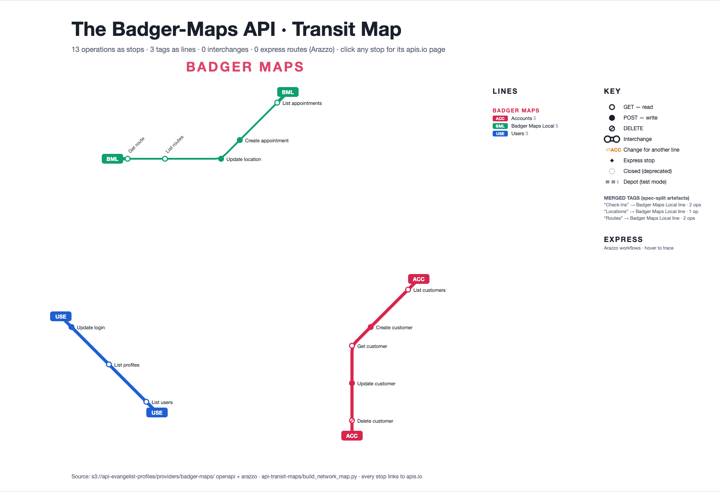 The Badger-Maps API · Transit Map
13 operations as stops · 3 tags as lines · 0 interchanges · 0 express routes (Arazzo) · click any stop for its apis.io page
BADGER MAPS
BML
List appointments
Create appointment
Get route
List routes
BML
Update location
LINES
BADGER MAPS
ACC Accounts 5
BML Badger Maps Local 5
USE Users 3
KEY
GET — read
POST — write
DELETE
Interchange
ACC Change for another line
Express stop
Closed (deprecated)
Depot (test mode)
MERGED TAGS (spec-split artefacts)
"Check Ins" → Badger Maps Local line · 2 ops
"Locations" → Badger Maps Local line · 1 op
"Routes" → Badger Maps Local line · 2 ops
EXPRESS
Arazzo workflows · hover to trace
ACC
List customers
Create customer
Get customer
Update customer
Delete customer
ACC
USE
Update login
List profiles
List users
USE
Source: s3://api-evangelist-profiles/providers/badger-maps/ openapi + arazzo · api-transit-maps/build_network_map.py · every stop links to apis.io